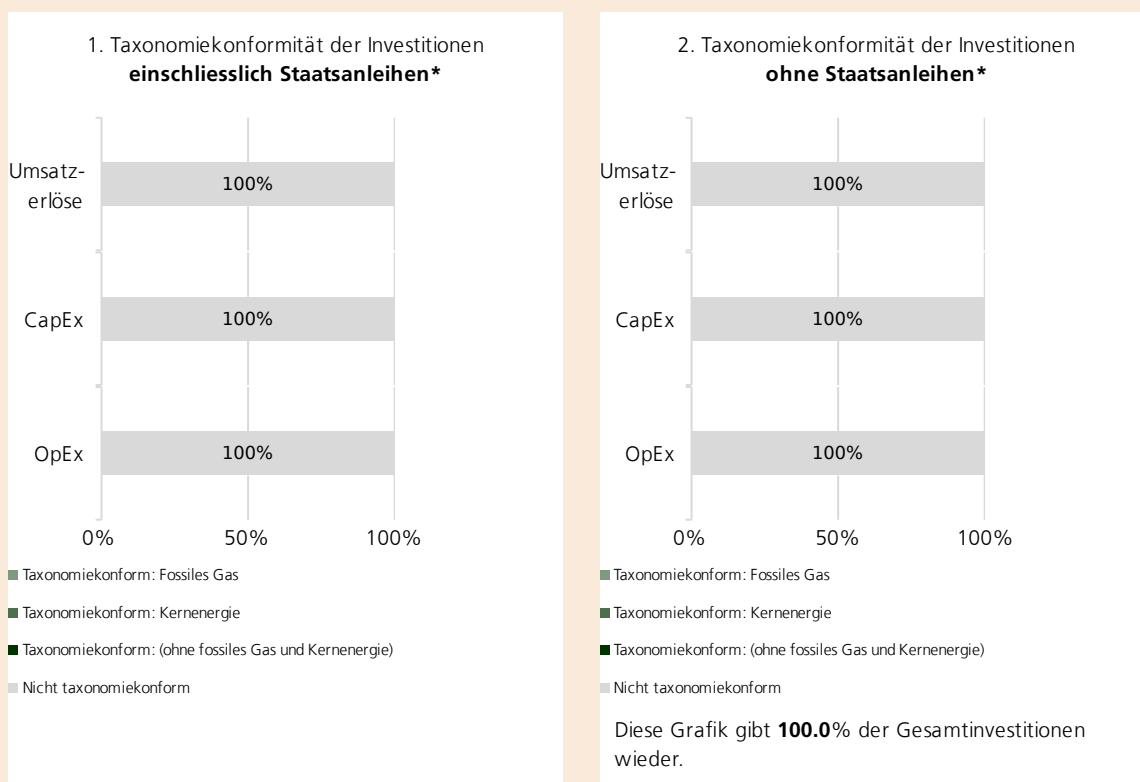 1. Taxonomiekonformität der Investitionen
einschliesslich Staatsanleihen*
Umsatz-
erlöse
100%
CapEx
100%
OpEx
100%
0%
50%
100%
Taxonomiekonform: Fossiles Gas
Taxonomiekonform: Kernenergie
Taxonomiekonform: (ohne fossiles Gas und Kernenergie)
Nicht taxonomiekonform
2. Taxonomiekonformität der Investitionen
ohne Staatsanleihen*
Umsatz-
erlöse
100%
CapEx
100%
OpEx
100%
0%
50%
100%
Taxonomiekonform: Fossiles Gas
Taxonomiekonform: Kernenergie
Taxonomiekonform: (ohne fossiles Gas und Kernenergie)
Nicht taxonomiekonform
Diese Grafik gibt 100.0% der Gesamtinvestitionen
wieder.